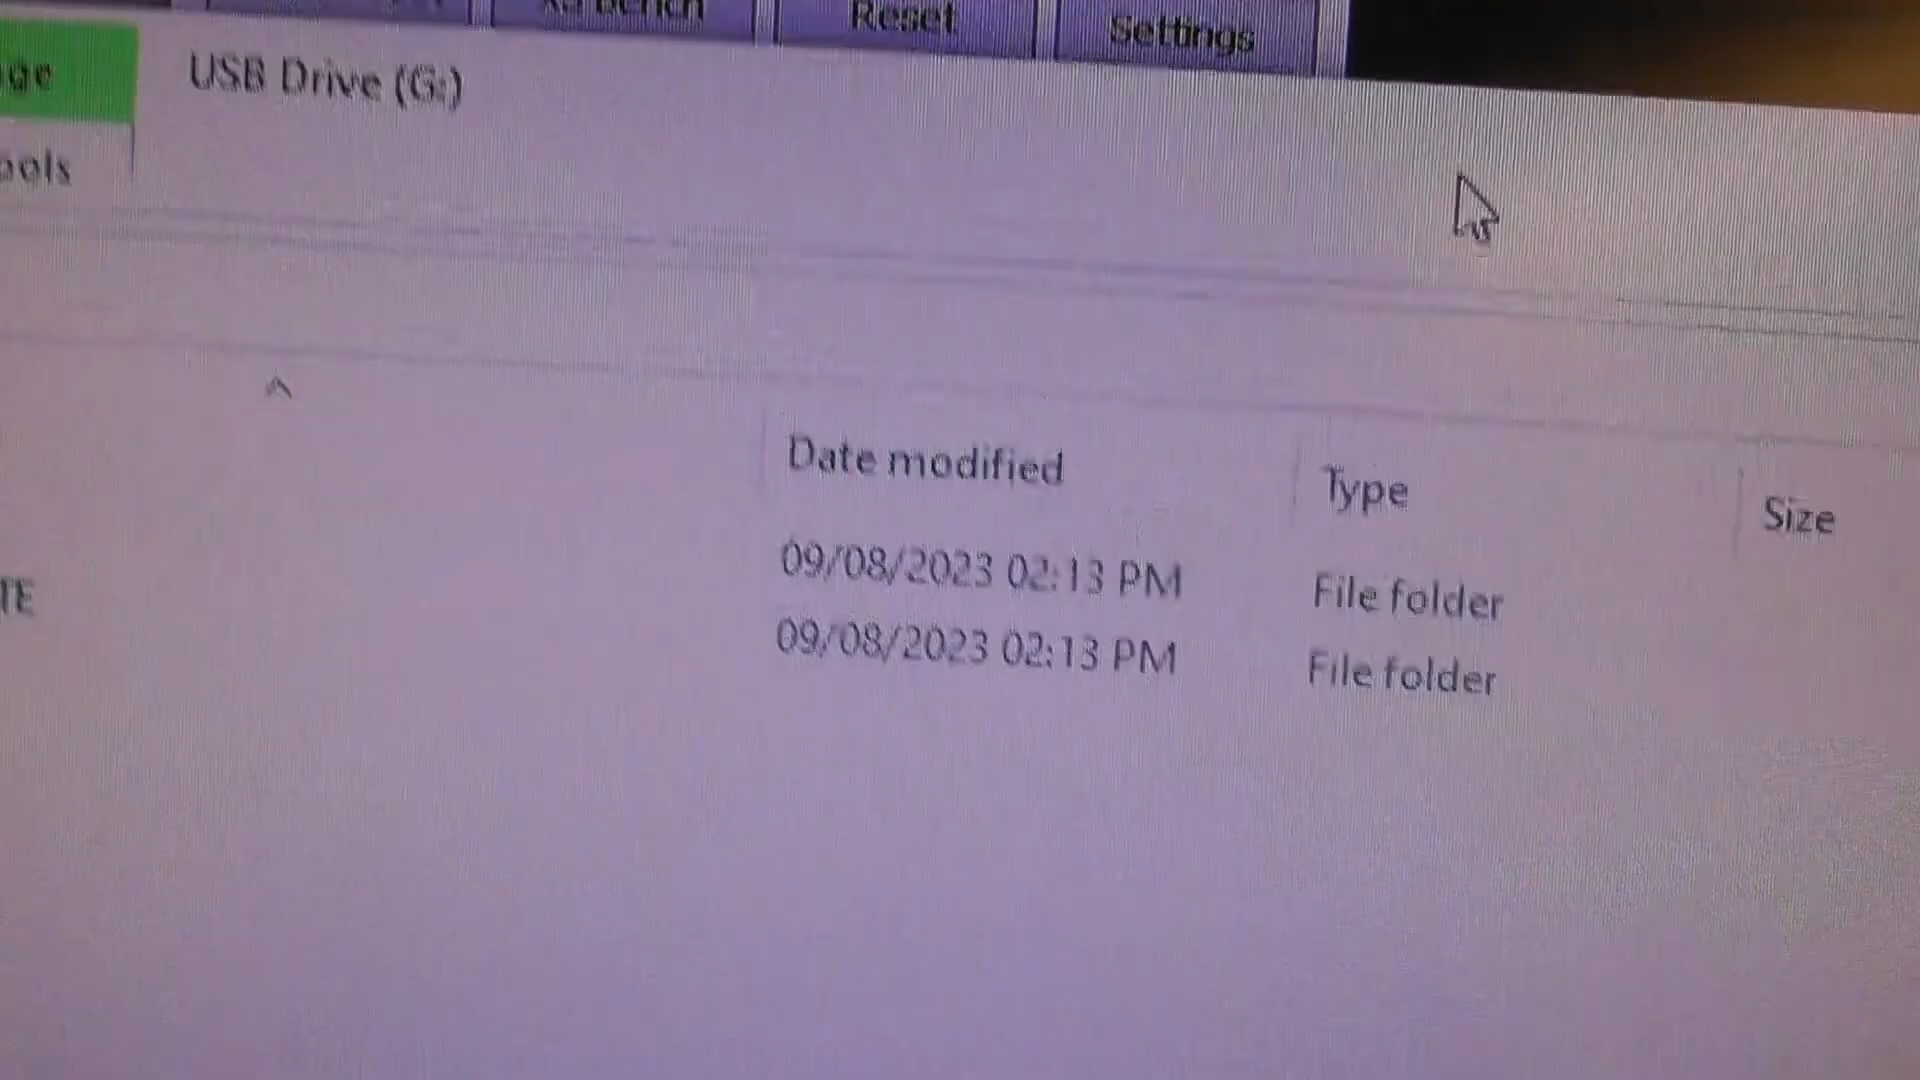 Reset Settings
USB Drive (G:)
Date modified Type Size
09/08/2023 02:13 PM File folder
TE 09/08/2023 02:13 PM File folder